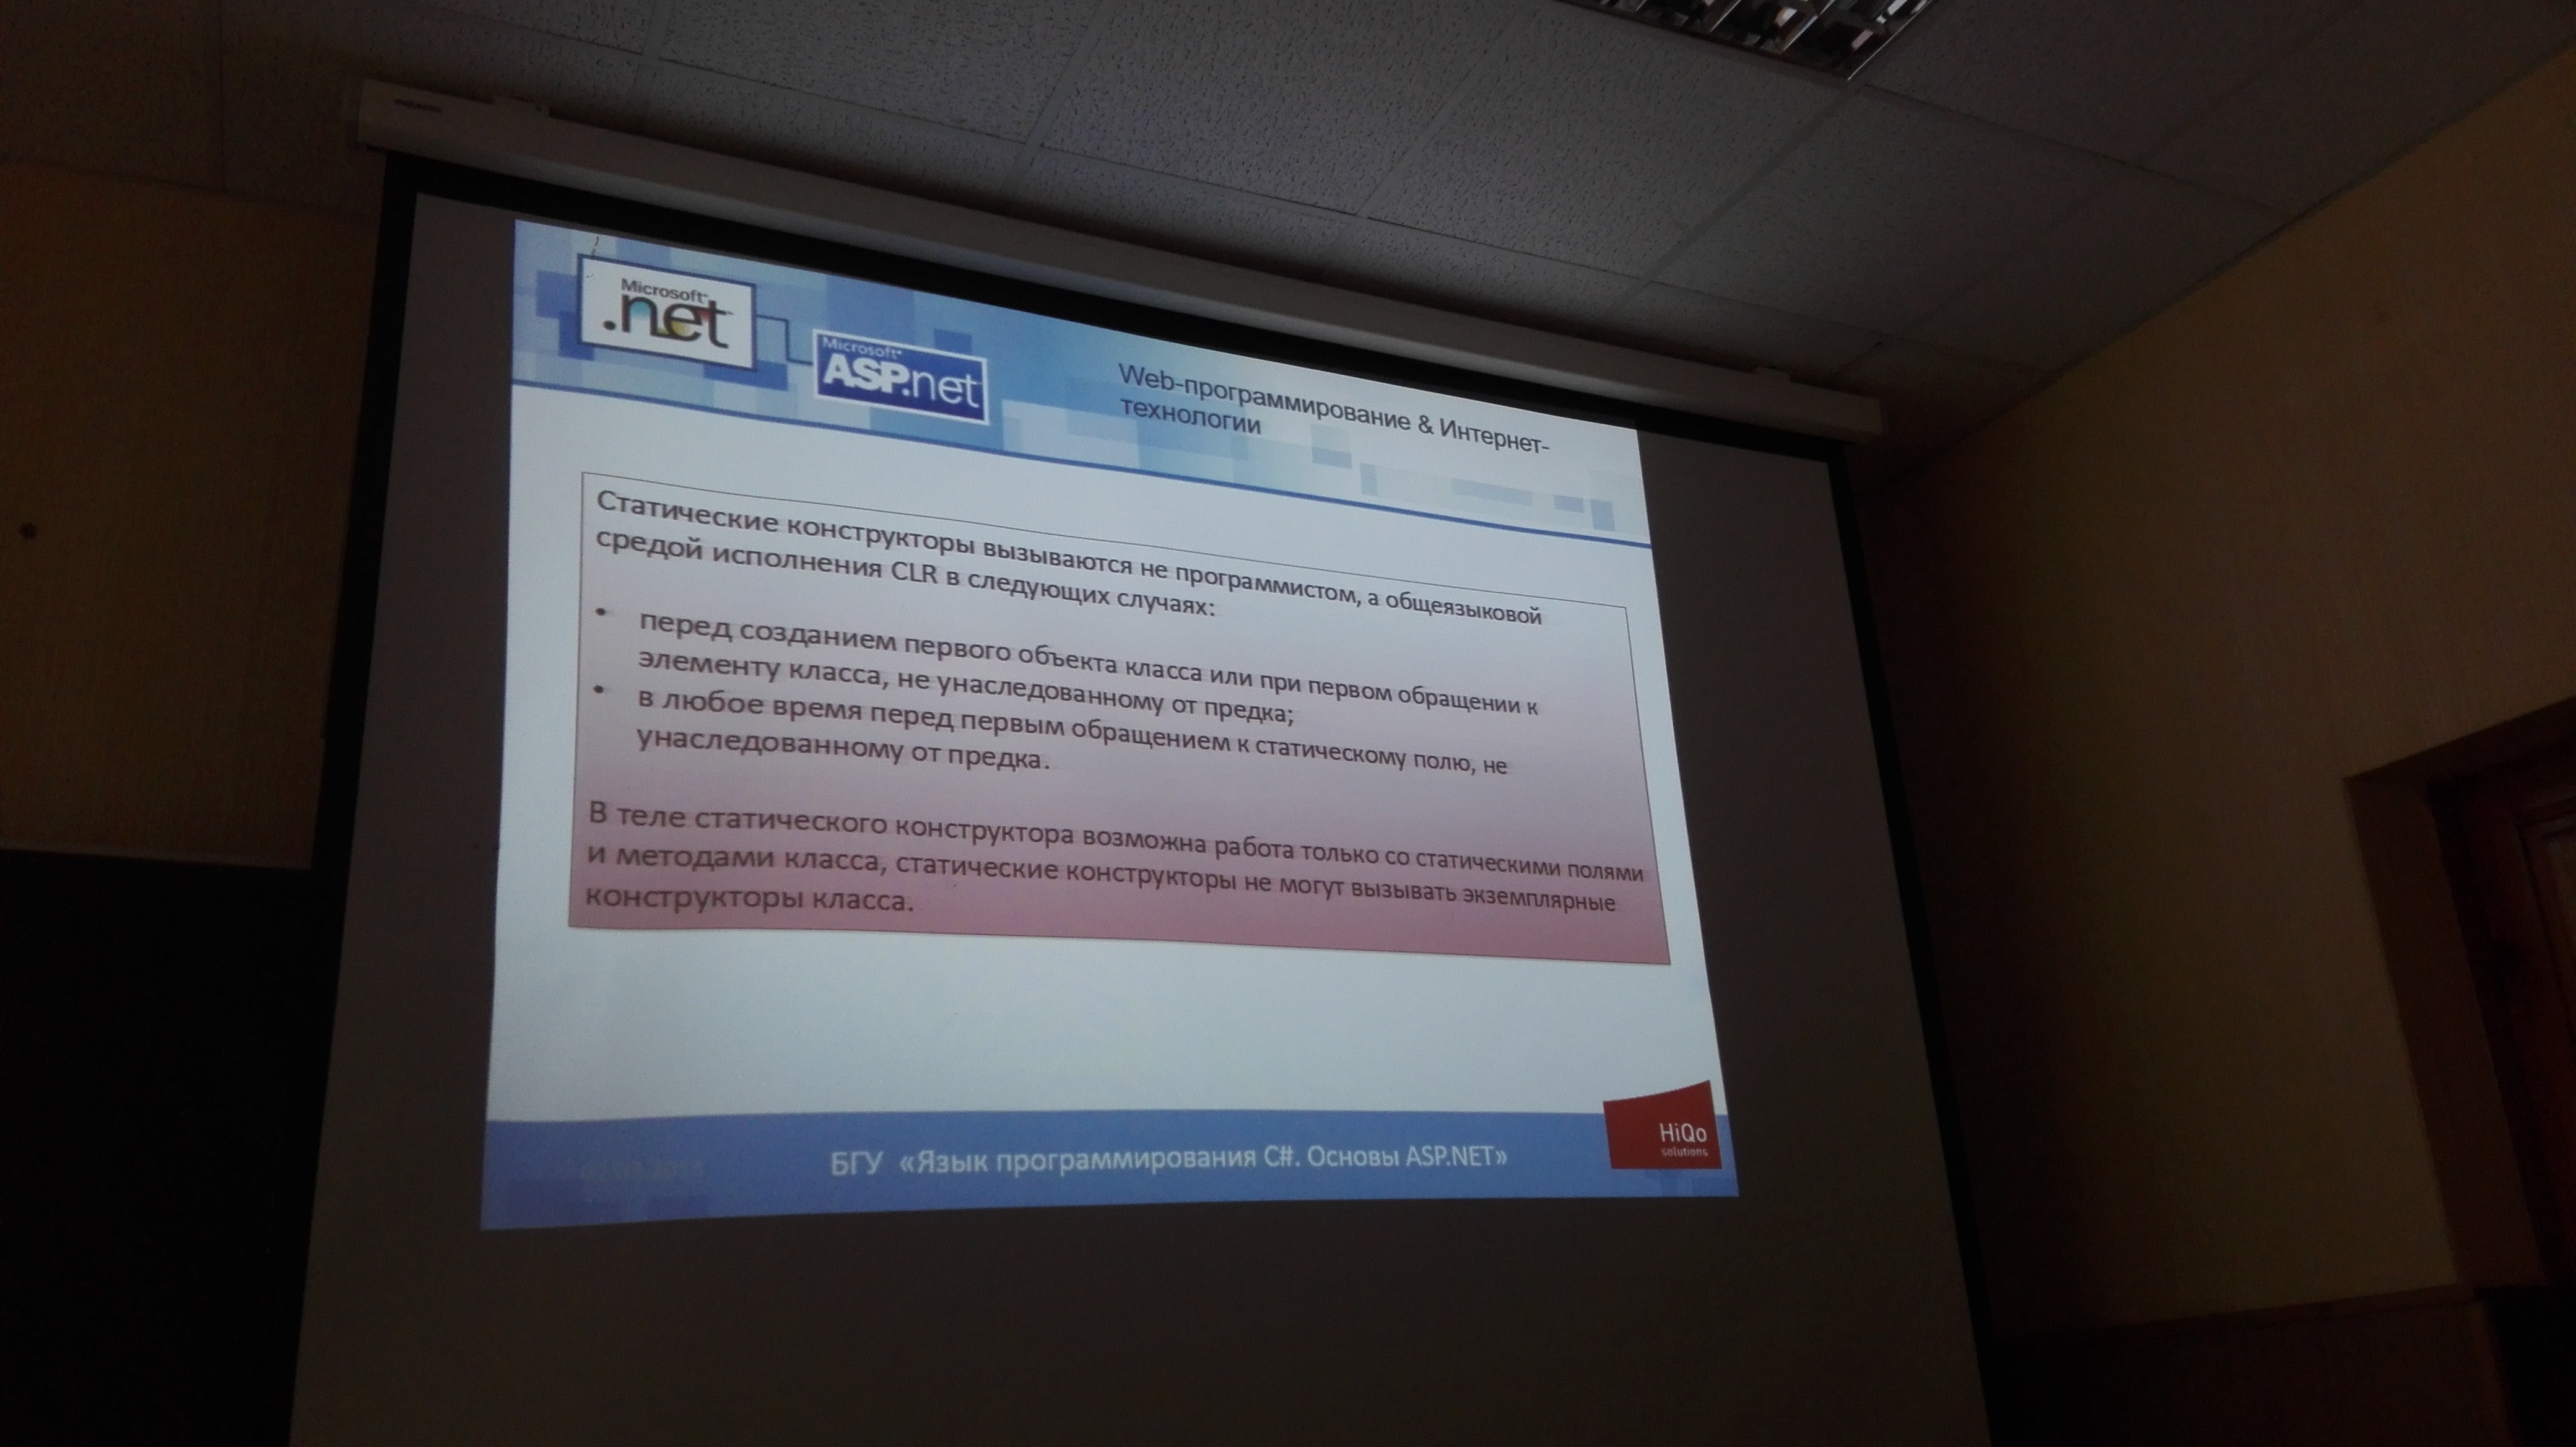 Microsoft
.net
Microsoft
ASP.net
Web-программирование & Интернет-
технологии
Статические конструкторы вызываются не программистом, а общеязыковой
средой исполнения CLR в следующих случаях:
• перед созданием первого объекта класса или при первом обращении к
элементу класса, не унаследованному от предка;
• в любое время перед первым обращением к статическому полю, не
унаследованному от предка.
В теле статического конструктора возможна работа только со статическими полями
и методами класса, статические конструкторы не могут вызывать экземплярные
конструкторы класса.
БГУ «Язык программирования C#. Основы ASP.NET»
HiQo
solutions